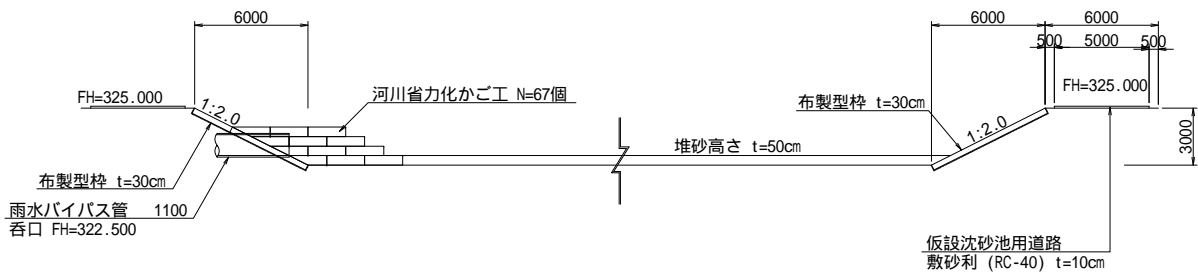 6000
6000
6000
500
5000
500
FH=325.000
河川省力化かご工 N=67個
布製型枠 t=30cm
FH=325.000
1:2.0
1:2.0
3000
堆砂高さ t=50cm
布製型枠 t=30cm
雨水バイパス管 1100
呑口 FH=322.500
仮設沈砂池用道路
敷砂利 (RC-40) t=10cm